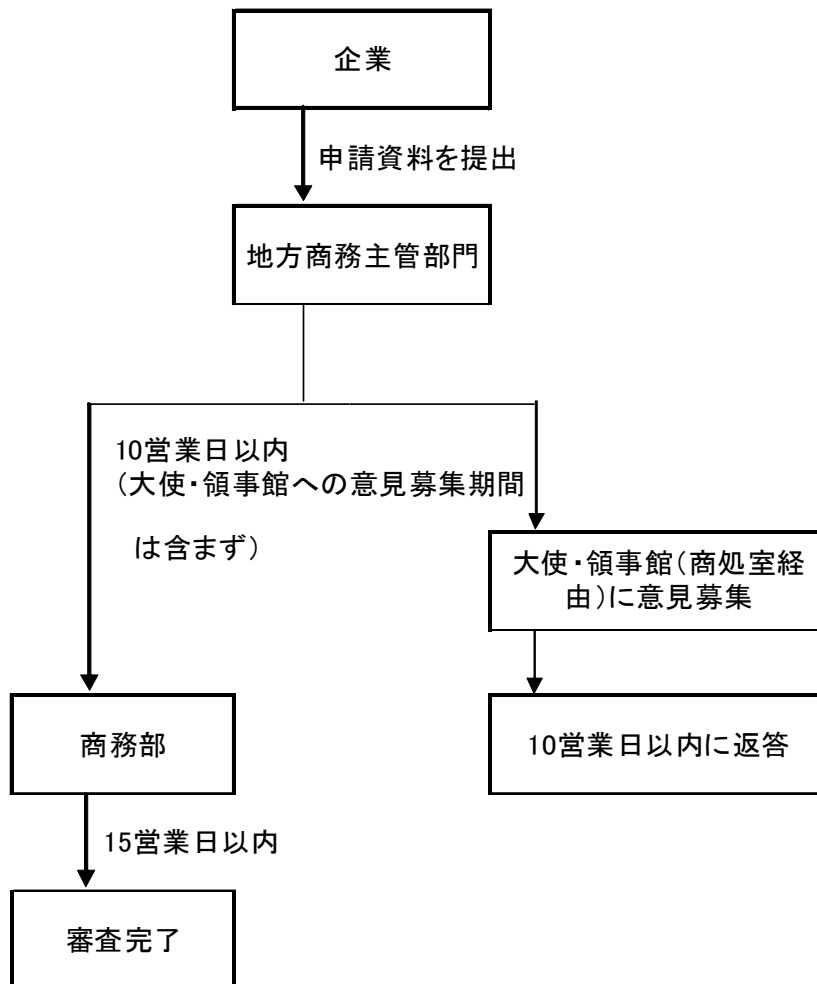 企業
申請資料を提出
地方商務主管部門
10営業日以内
（大使・領事館への意見募集期間
は含まず）
大使・領事館（商処室経
由）に意見募集
商務部
10営業日以内に返答
15営業日以内
審査完了